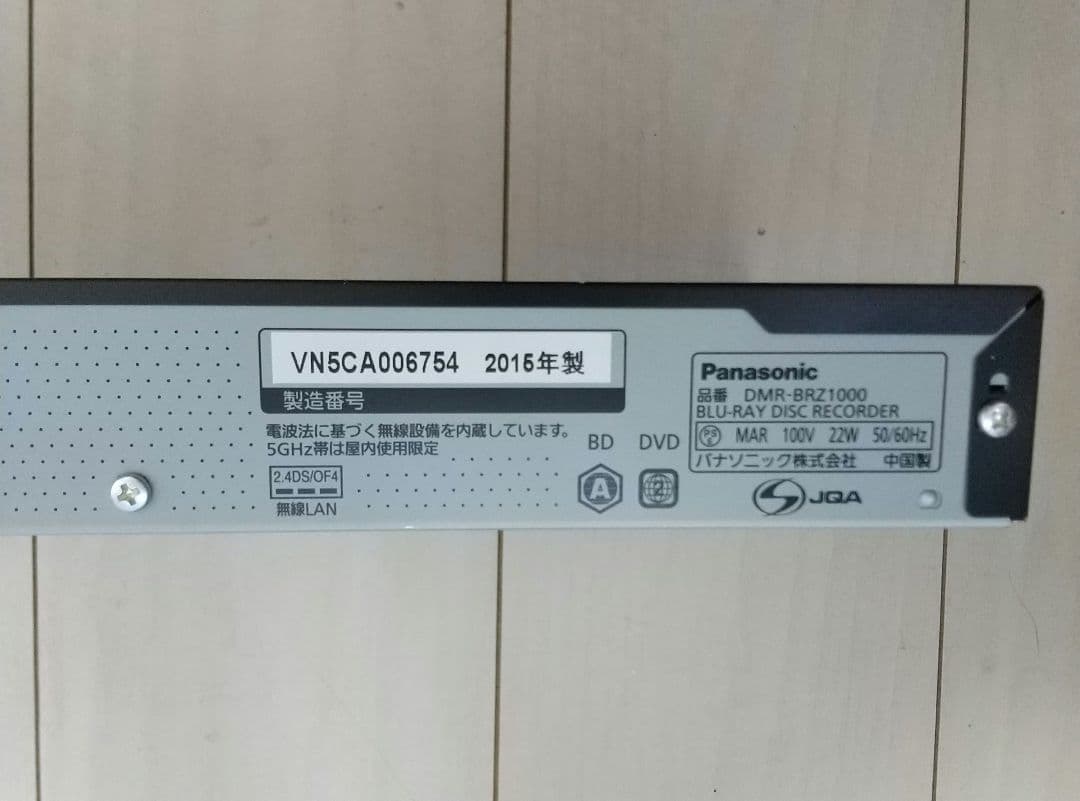 VN5CA006754 2015年製
製造番号
電波法に基づく無線設備を内蔵しています。
5GHz帯は屋内使用限定
2.4DS/OF4
無線LAN
BD DVD
A 2
Panasonic
品番 DMR-BRZ1000
BLU-RAY DISC RECORDER
PS E MAR 100V 22W 50/60Hz
パナソニック株式会社 中国製
JQA